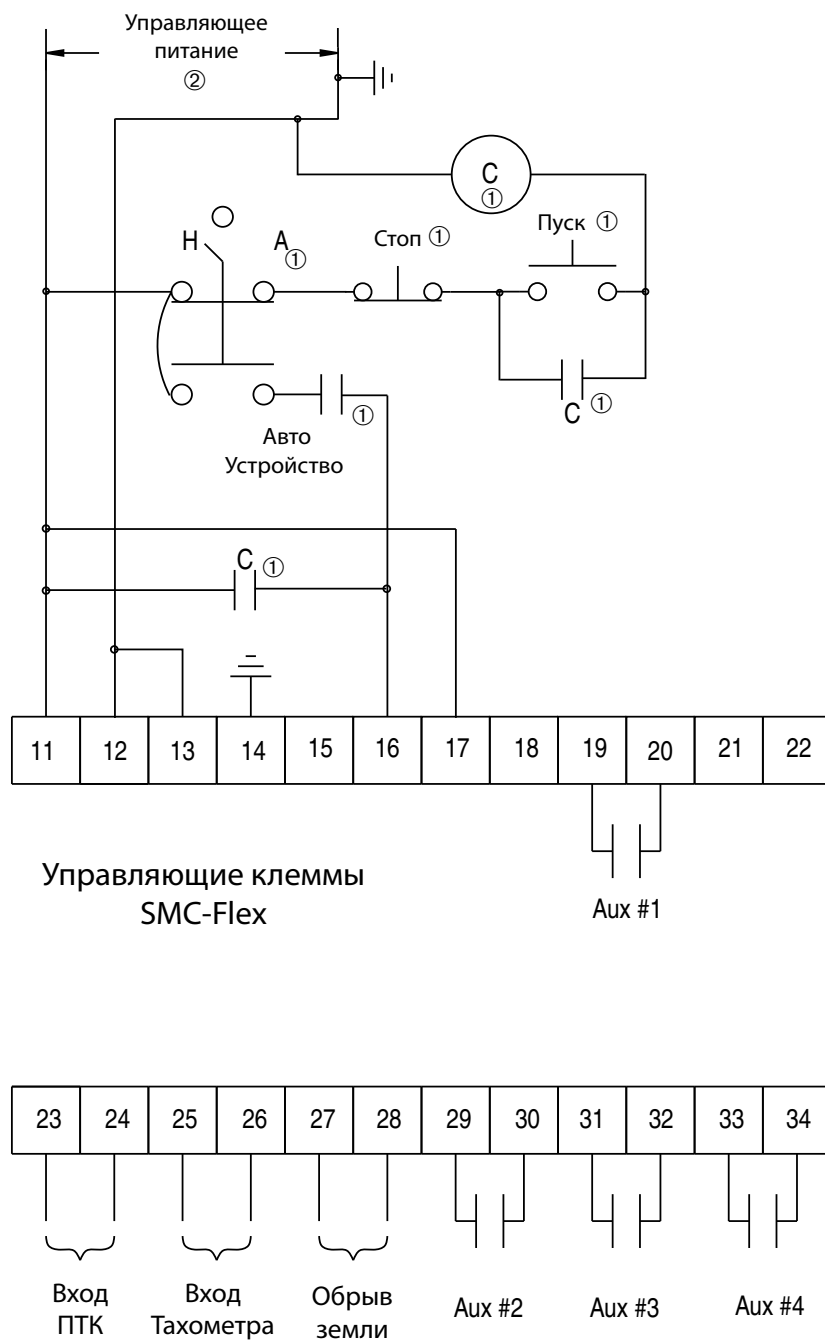 Управляющее
питание
②
C
①
H
A
①
Стоп ①
Пуск ①
C ①
①
Авто
Устройство
C ①
11 12 13 14 15 16 17 18 19 20 21 22
Управляющие клеммы
SMC-Flex
Aux #1
23 24 25 26 27 28 29 30 31 32 33 34
Вход
ПТК
Вход
Тахометра
Обрыв
земли
Aux #2
Aux #3
Aux #4